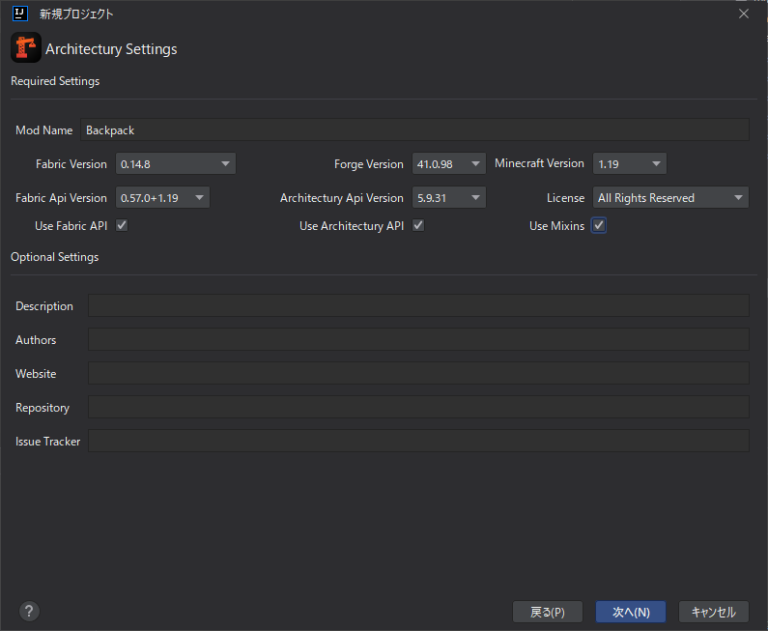 新規プロジェクト
Architectury Settings
Required Settings
Mod Name Backpack
Fabric Version 0.14.8 Forge Version 41.0.98 Minecraft Version 1.19
Fabric Api Version 0.57.0+1.19 Architectury Api Version 5.9.31 License All Rights Reserved
Use Fabric API Use Architectury API Use Mixins
Optional Settings
Description
Authors
Website
Repository
Issue Tracker
? 戻る(P) 次へ(N) キャンセル